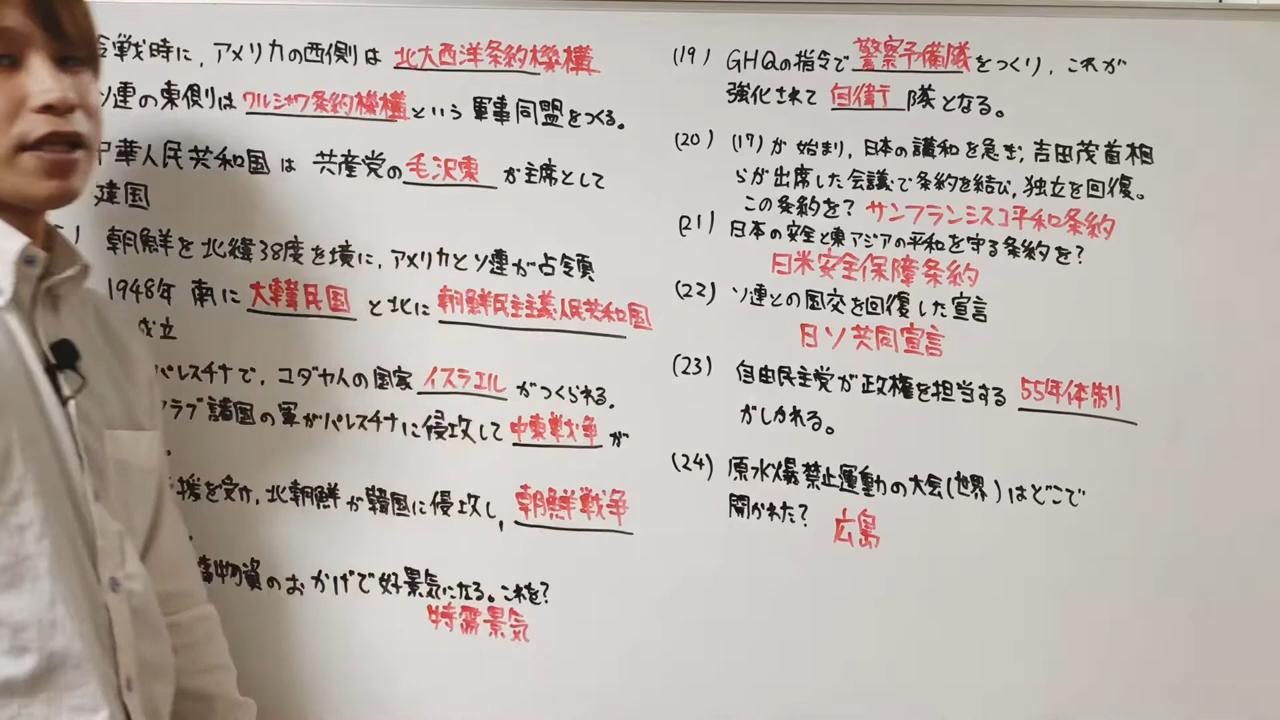 戦時に、アメリカの西側は 北大西洋条約機構
ソ連の東側は ワルシャワ条約機構 という 軍事同盟をつくる。
華人民共和国 は 共産党の 毛沢東 が主席として
建国
朝鮮を北緯38度を境に、アメリカとソ連が占領
1948年 南に 大韓民国 と北に 朝鮮民主主義人民共和国
成立
パレスチナで、ユダヤ人の国家 イスラエル がつくられる。
ラブ諸国の軍がパレスチナに侵攻して 中東戦争 が
援を受け、北朝鮮が韓国に侵攻し、朝鮮戦争
物資のおかげで好景気になる。これを?
特需景気
(19) GHQの指令で 警察予備隊 をつくり、これが
強化されて 自衛 隊となる。
(20) (17)が始まり、日本の講和を急ぎ、吉田茂首相
らが出席した会議で条約を結び、独立を回復。
この条約を? サンフランシスコ平和条約
(21) 日本の安全と東アジアの平和を守る条約を?
日米安全保障条約
(22) ソ連との国交を回復した宣言
日ソ共同宣言
(23) 自由民主党が政権を担当する 55年体制
がしかれる。
(24) 原水爆禁止運動の大会(世界)はどこで
開かれた? 広島